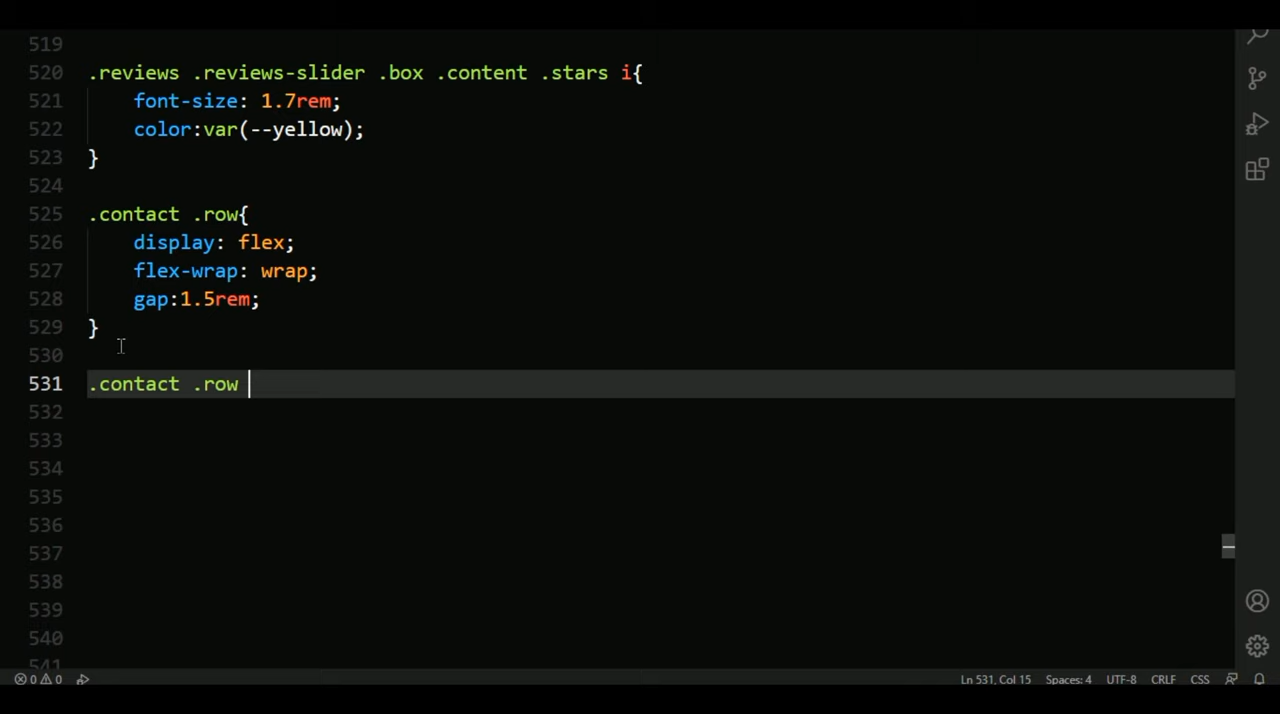 519
520 .reviews .reviews-slider .box .content .stars i{
521     font-size: 1.7rem;
522     color:var(--yellow);
523 }
524
525 .contact .row{
526     display: flex;
527     flex-wrap: wrap;
528     gap:1.5rem;
529 }
530
531 .contact .row
532
533
534
535
536
537
538
539
540
541
0 0 Ln 531, Col 15 Spaces: 4 UTF-8 CRLF CSS